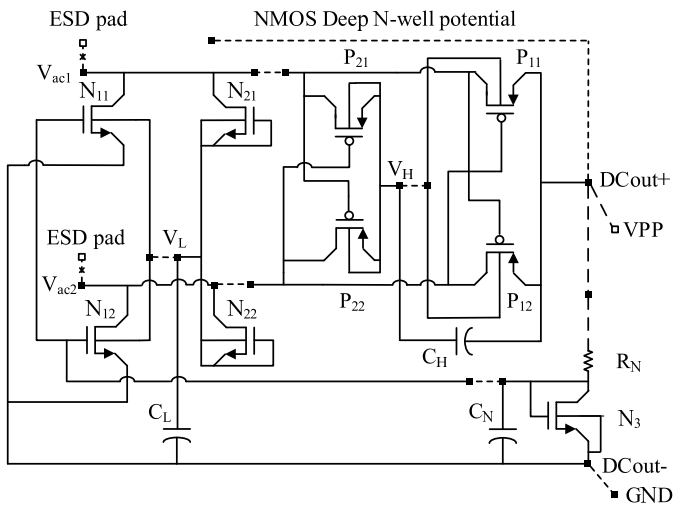 ESD pad
NMOS Deep N-well potential
Vac1
N11
N21
P21
P11
VH
DCout+
VPP
ESD pad
VL
Vac2
N12
N22
P22
P12
CH
RN
CL
CN
N3
DCout-
GND